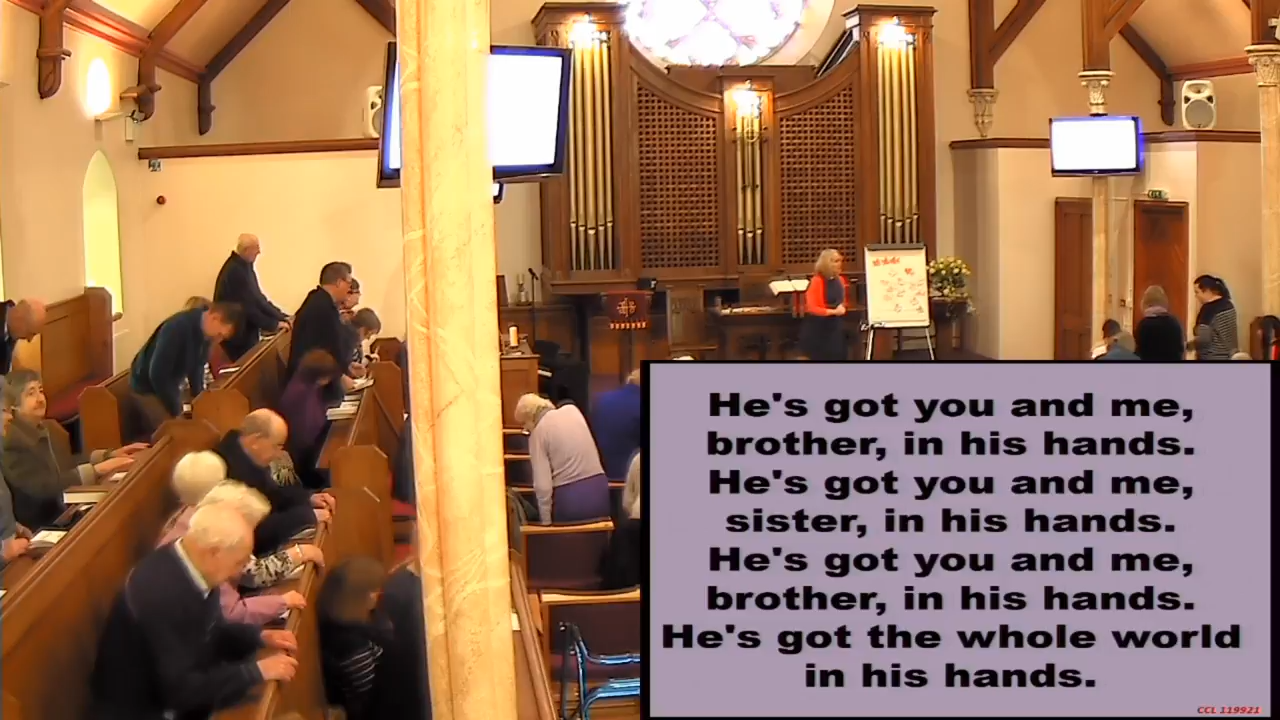 He's got you and me,
brother, in his hands.
He's got you and me,
sister, in his hands.
He's got you and me,
brother, in his hands.
He's got the whole world
in his hands.
CCL 119921